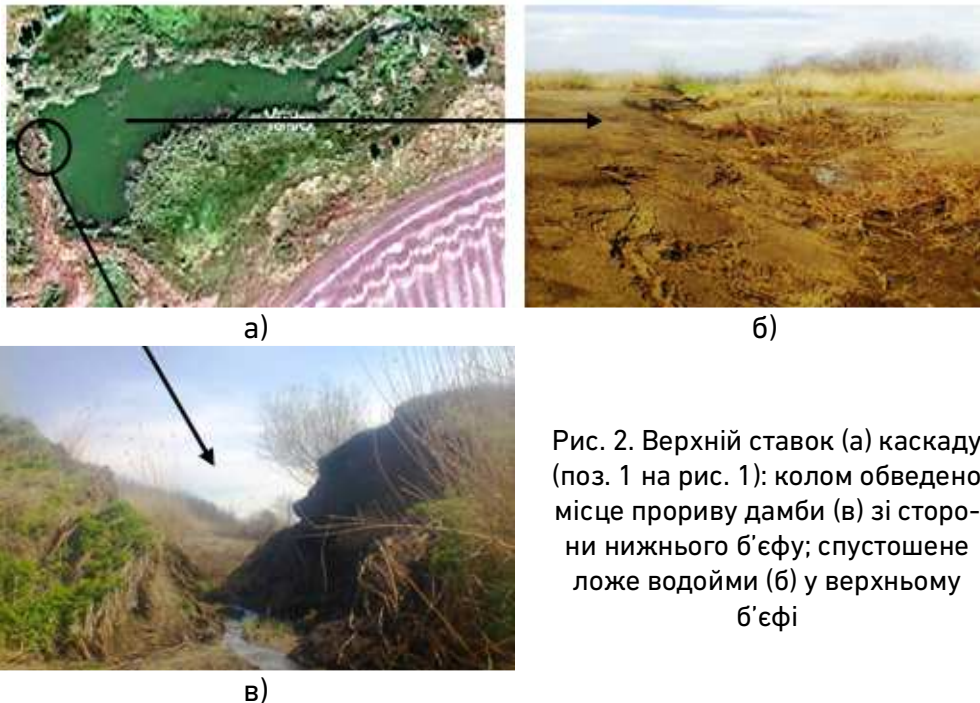 а)
б)
в)
Рис. 2. Верхній ставок (а) каскаду
(поз. 1 на рис. 1): колом обведено
місце прориву дамби (в) зі сторо-
ни нижнього б'єфу; спустошене
ложе водойми (б) у верхньому
б'єфі